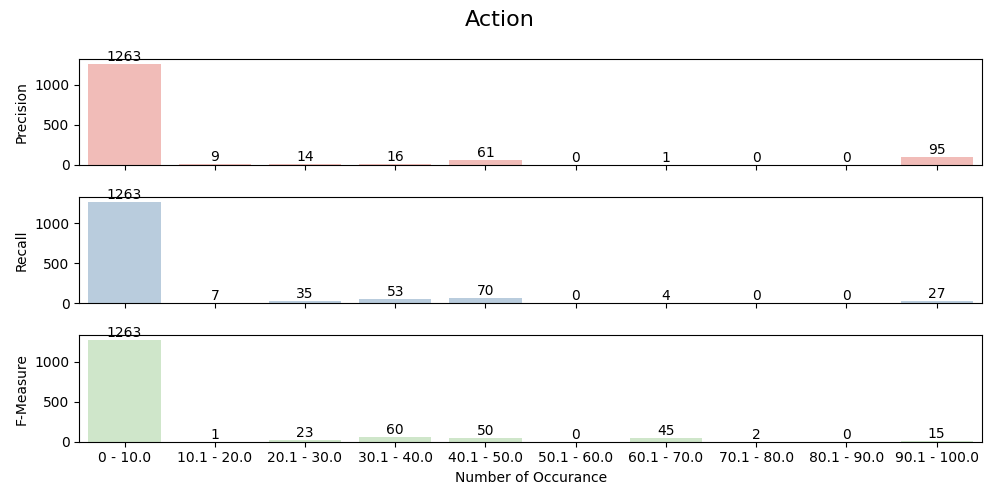 Action
1263
1000
500
0
Precision
9
14
16
61
0
1
0
0
95
1263
1000
500
0
Recall
7
35
53
70
0
4
0
0
27
1263
1000
500
0
F-Measure
1
23
60
50
0
45
2
0
15
0 - 10.0
10.1 - 20.0
20.1 - 30.0
30.1 - 40.0
40.1 - 50.0
50.1 - 60.0
60.1 - 70.0
70.1 - 80.0
80.1 - 90.0
90.1 - 100.0
Number of Occurance